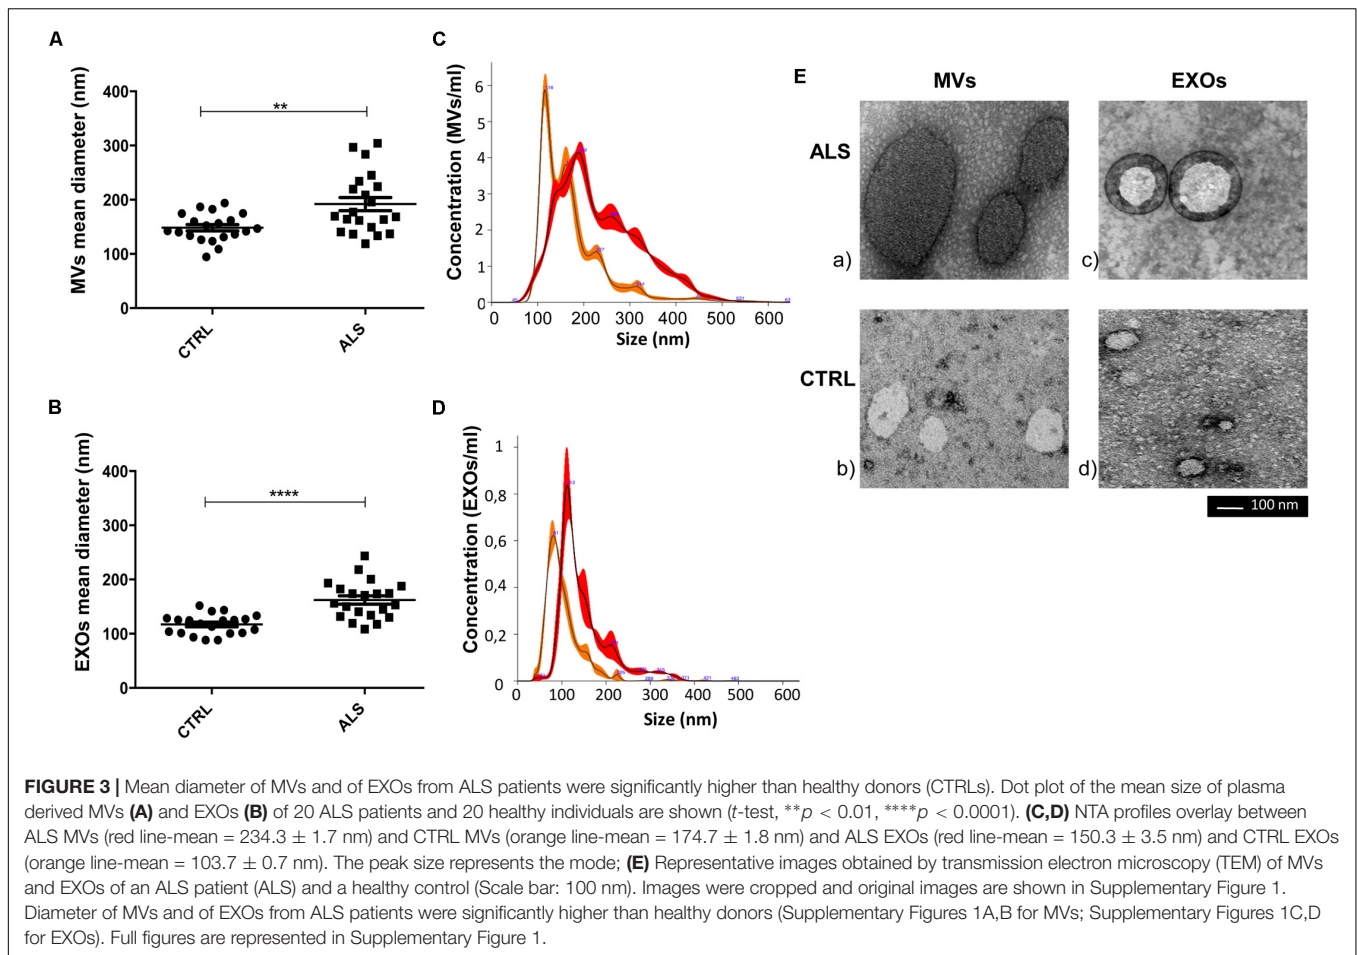 A
MVs mean diameter (nm)
400
300
200
100
0
**
CTRL
ALS
C
Concentration (MVs/ml)
6
5
4
3
2
1
0
0 100 200 300 400 500 600
Size (nm)
B
EXOs mean diameter (nm)
400
300
200
100
0
****
CTRL
ALS
D
Concentration (EXOs/ml)
1
0,8
0,6
0,4
0,2
0
0 100 200 300 400 500 600
Size (nm)
E
MVs EXOs
ALS
a) c)
CTRL
b) d)
100 nm
FIGURE 3 | Mean diameter of MVs and of EXOs from ALS patients were significantly higher than healthy donors (CTRLs). Dot plot of the mean size of plasma
derived MVs (A) and EXOs (B) of 20 ALS patients and 20 healthy individuals are shown (t-test, **p < 0.01, ****p < 0.0001). (C,D) NTA profiles overlay between
ALS MVs (red line-mean = 234.3 ± 1.7 nm) and CTRL MVs (orange line-mean = 174.7 ± 1.8 nm) and ALS EXOs (red line-mean = 150.3 ± 3.5 nm) and CTRL EXOs
(orange line-mean = 103.7 ± 0.7 nm). The peak size represents the mode; (E) Representative images obtained by transmission electron microscopy (TEM) of MVs
and EXOs of an ALS patient (ALS) and a healthy control (Scale bar: 100 nm). Images were cropped and original images are shown in Supplementary Figure 1.
Diameter of MVs and of EXOs from ALS patients were significantly higher than healthy donors (Supplementary Figures 1A,B for MVs; Supplementary Figures 1C,D
for EXOs). Full figures are represented in Supplementary Figure 1.